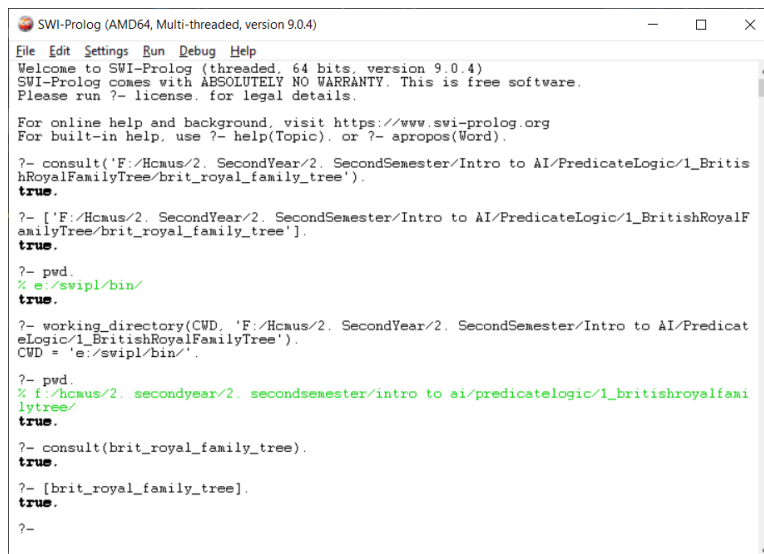 SWI-Prolog (AMD64, Multi-threaded, version 9.0.4)
File Edit Settings Run Debug Help
Welcome to SWI-Prolog (threaded, 64 bits, version 9.0.4)
SWI-Prolog comes with ABSOLUTELY NO WARRANTY. This is free software.
Please run ?- license. for legal details.
For online help and background, visit https://www.swi-prolog.org
For built-in help, use ?- help(Topic). or ?- apropos(Word).
?- consult('F:/Hcmus/2. SecondYear/2. SecondSemester/Intro to AI/PredicateLogic/1_Britis
hRoyalFamilyTree/brit_royal_family_tree').
true.
?- ['F:/Hcmus/2. SecondYear/2. SecondSemester/Intro to AI/PredicateLogic/1_BritishRoyalF
amilyTree/brit_royal_family_tree'].
true.
?- pwd.
% e:/swipl/bin/
true.
?- working_directory(CWD, 'F:/Hcmus/2. SecondYear/2. SecondSemester/Intro to AI/Predicat
eLogic/1_BritishRoyalFamilyTree').
CWD = 'e:/swipl/bin/'.
?- pwd.
% f:/hcmus/2. secondyear/2. secondsemester/intro to ai/predicatelogic/1_britishroyalfami
lytree/
true.
?- consult(brit_royal_family_tree).
true.
?- [brit_royal_family_tree].
true.
?-